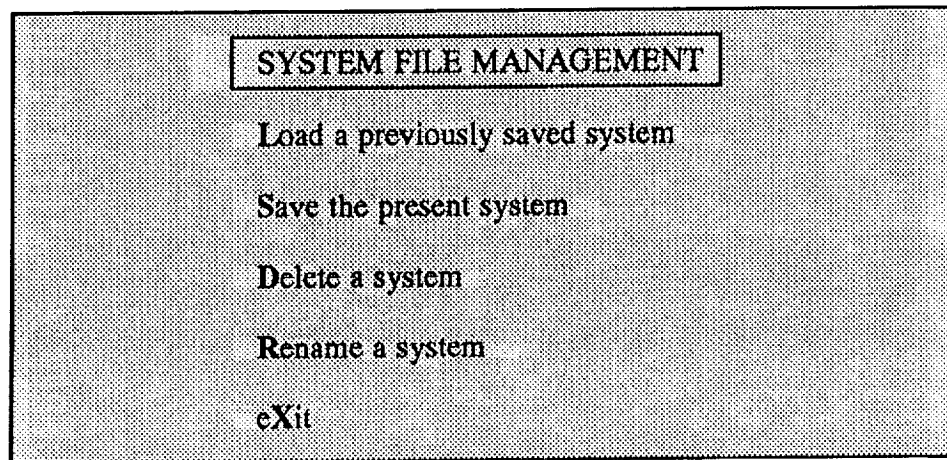 SYSTEM FILE MANAGEMENT
Load a previously saved system
Save the present system
Delete a system
Rename a system
eXit